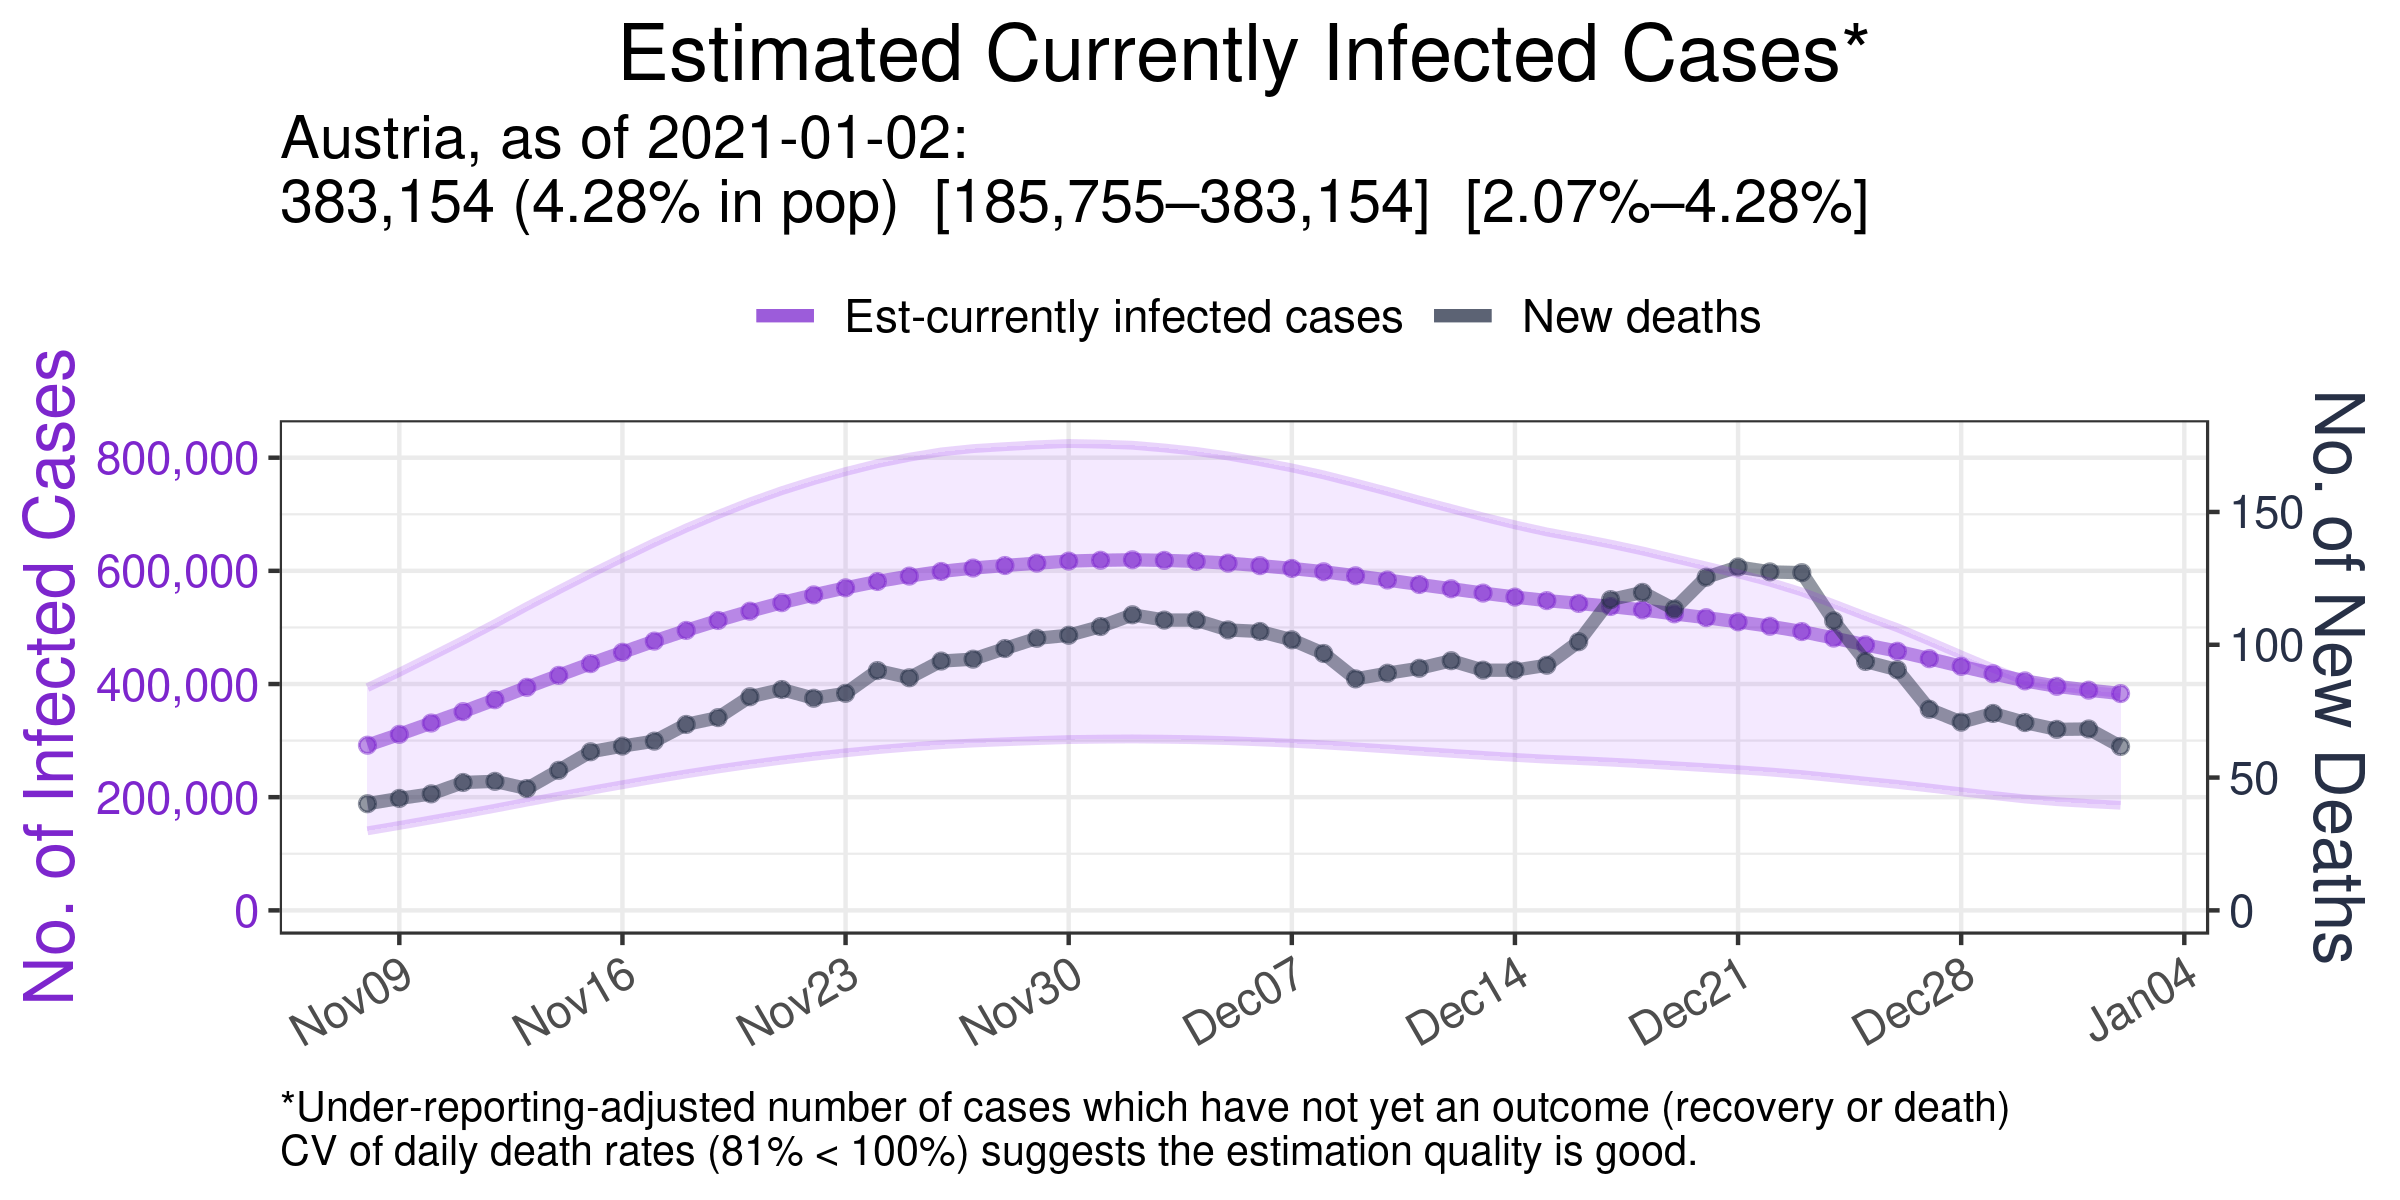 Estimated Currently Infected Cases*
Austria, as of 2021-01-02:
383,154 (4.28% in pop)  [185,755–383,154]  [2.07%–4.28%]
Est-currently infected cases
New deaths
No. of Infected Cases
800,000
600,000
400,000
200,000
0
No. of New Deaths
150
100
50
0
Nov09
Nov16
Nov23
Nov30
Dec07
Dec14
Dec21
Dec28
Jan04
*Under-reporting-adjusted number of cases which have not yet an outcome (recovery or death)
CV of daily death rates (81% < 100%) suggests the estimation quality is good.